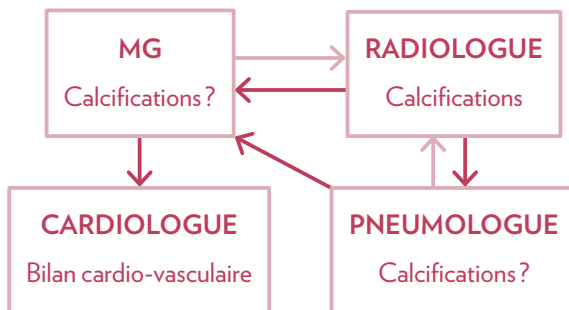 MG
Calcifications ?
RADIOLOGUE
Calcifications
CARDIOLOGUE
Bilan cardio-vasculaire
PNEUMOLOGUE
Calcifications ?